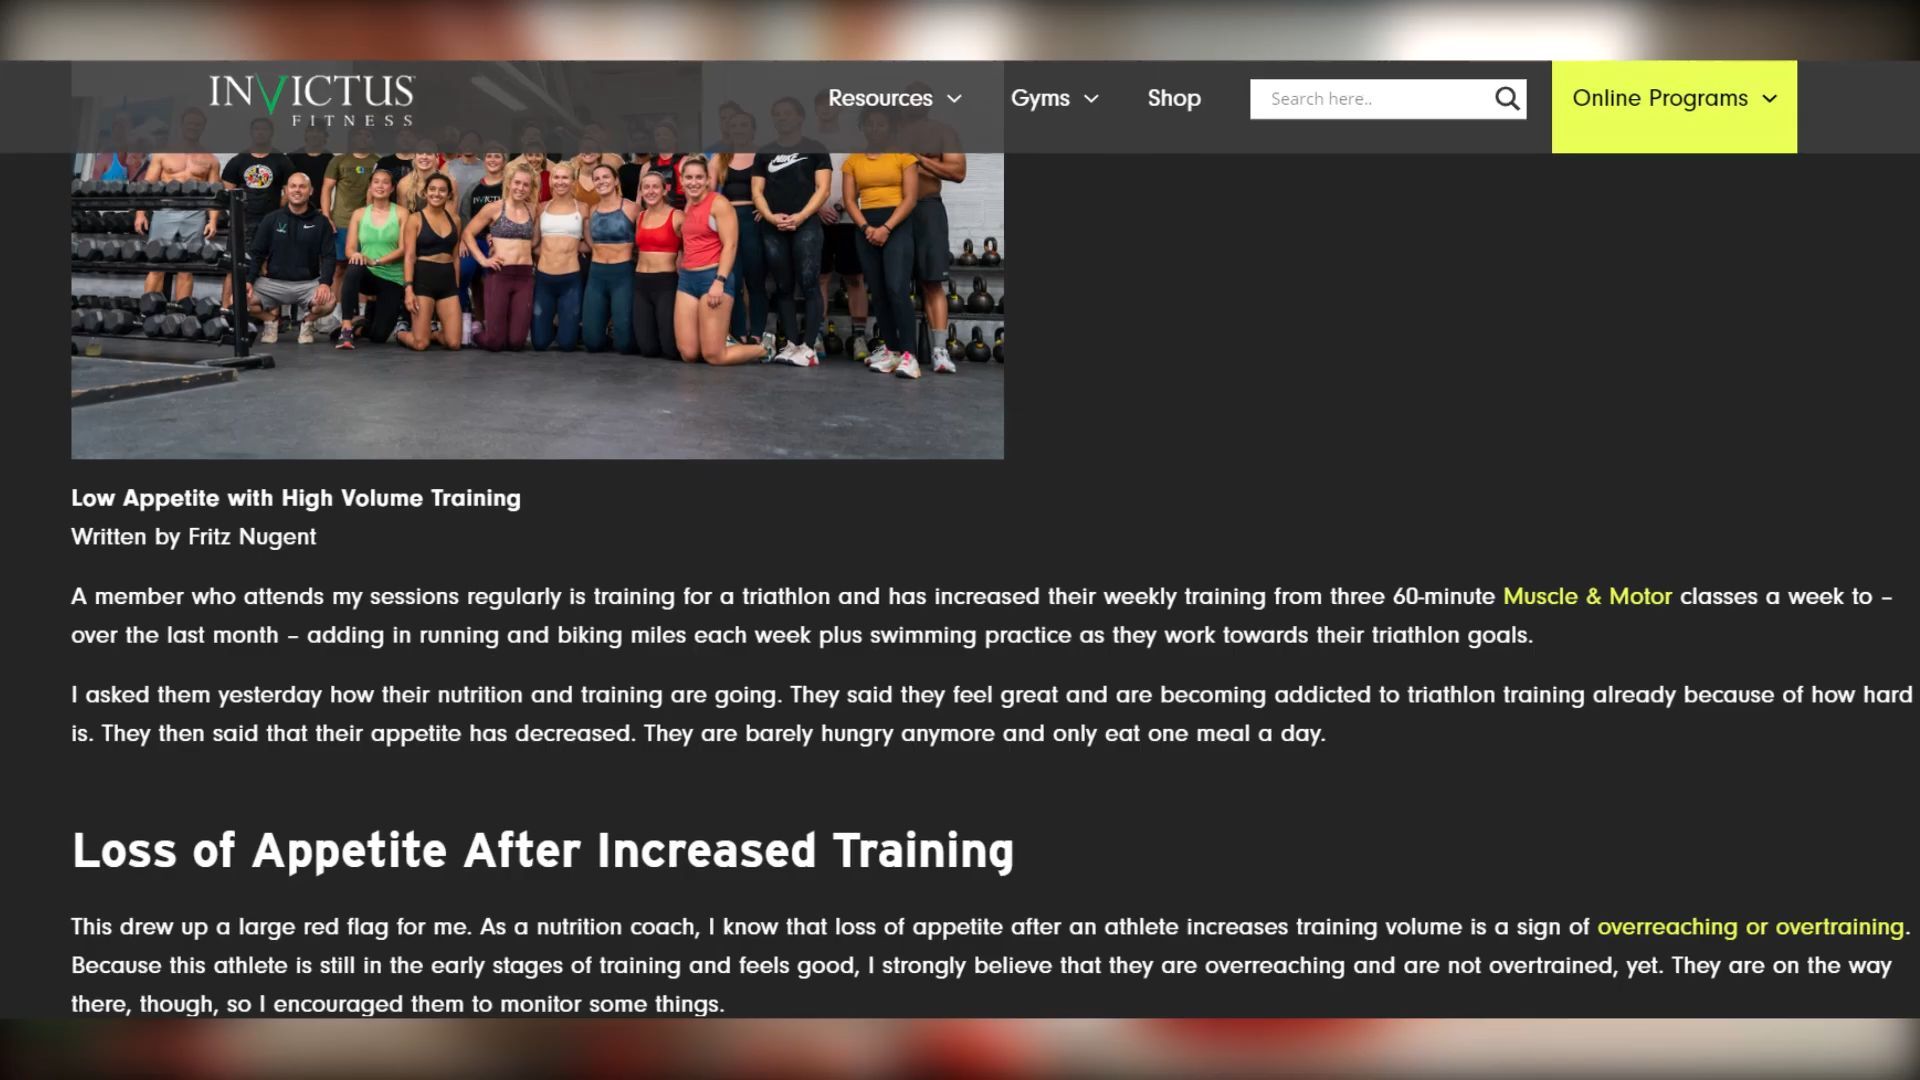 INVICTUS
FITNESS
Resources
Gyms
Shop
Search here..
Online Programs
Low Appetite with High Volume Training
Written by Fritz Nugent
A member who attends my sessions regularly is training for a triathlon and has increased their weekly training from three 60-minute Muscle & Motor classes a week to –
over the last month – adding in running and biking miles each week plus swimming practice as they work towards their triathlon goals.
I asked them yesterday how their nutrition and training are going. They said they feel great and are becoming addicted to triathlon training already because of how hard
is. They then said that their appetite has decreased. They are barely hungry anymore and only eat one meal a day.
Loss of Appetite After Increased Training
This drew up a large red flag for me. As a nutrition coach, I know that loss of appetite after an athlete increases training volume is a sign of overreaching or overtraining.
Because this athlete is still in the early stages of training and feels good, I strongly believe that they are overreaching and are not overtrained, yet. They are on the way
there, though, so I encouraged them to monitor some things.